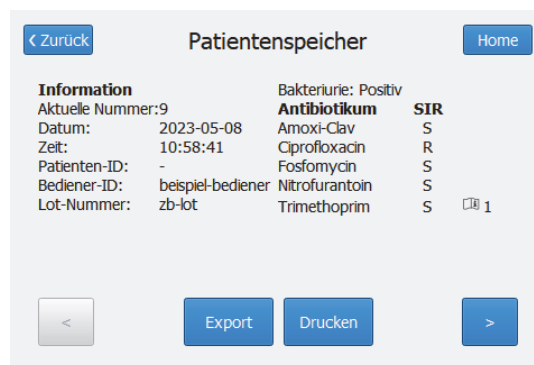 < Zurück
Patientenspeicher
Home
Information
Aktuelle Nummer:9
Datum: 2023-05-08
Zeit: 10:58:41
Patienten-ID: -
Bediener-ID: beispiel-bediener
Lot-Nummer: zb-lot
Bakteriurie: Positiv
Antibiotikum SIR
Amoxi-Clav S
Ciprofloxacin R
Fosfomycin S
Nitrofurantoin S
Trimethoprim S 1
<
Export
Drucken
>